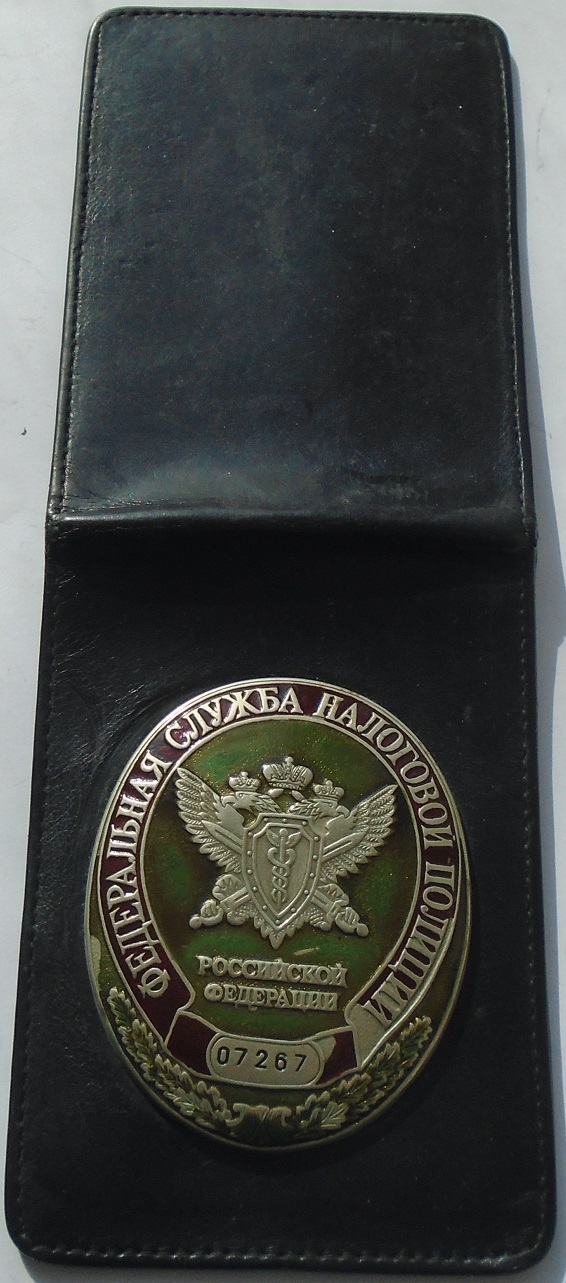 ФЕДЕРАЛЬНАЯ СЛУЖБА НАЛОГОВОЙ ПОЛИЦИИ
РОССИЙСКОЙ
ФЕДЕРАЦИИ
07267